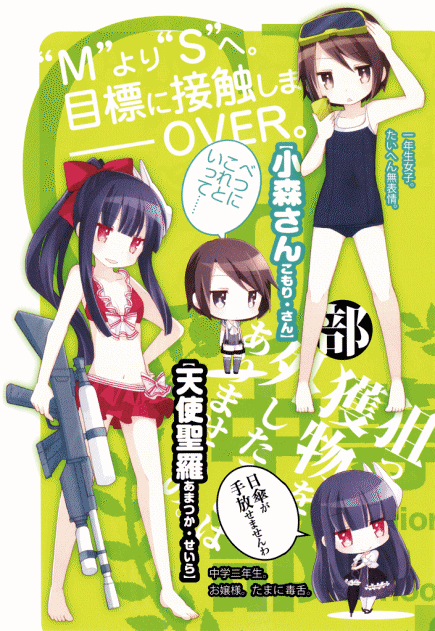 “M”より“S”へ。
目標に接触しま
――OVER。
一年生女子。
たいへん無表情。
【小森さん こもり・さん】
べつに
これと
いって……
部
狙っ
獲物を
【天使聖羅 あまつか・せいら】
日傘が
手放せませんわ
中学三年生。
お嬢様。たまに毒舌。